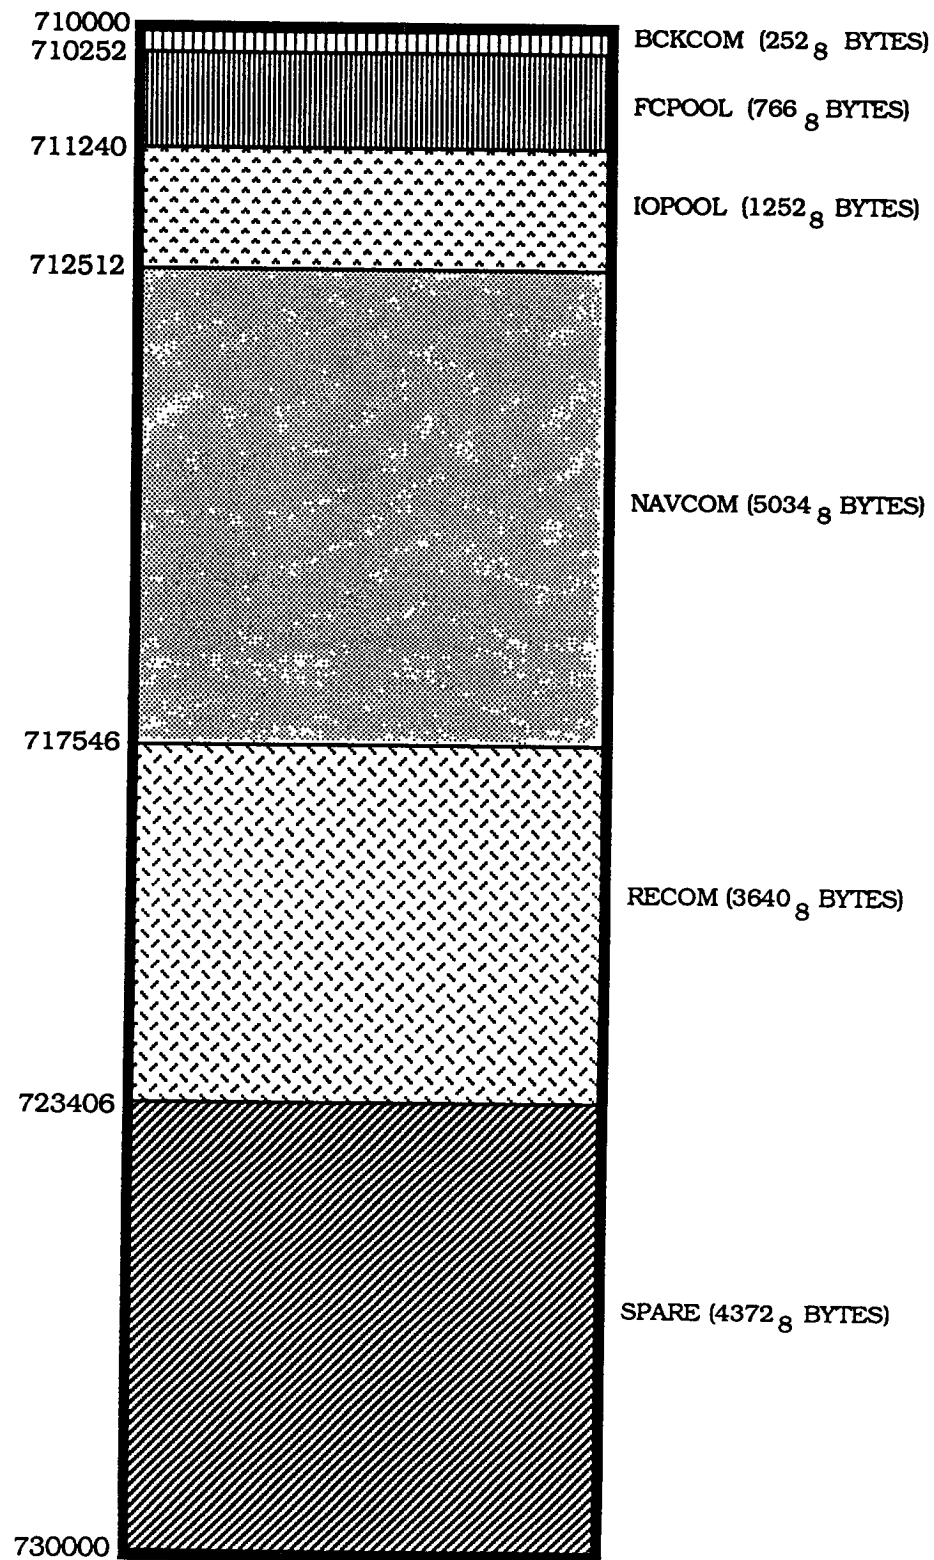 710000
BCKCOM (252₈ BYTES)
710252
FCPOOL (766₈ BYTES)
711240
IOPOOL (1252₈ BYTES)
712512
NAVCOM (5034₈ BYTES)
717546
RECOM (3640₈ BYTES)
723406
SPARE (4372₈ BYTES)
730000